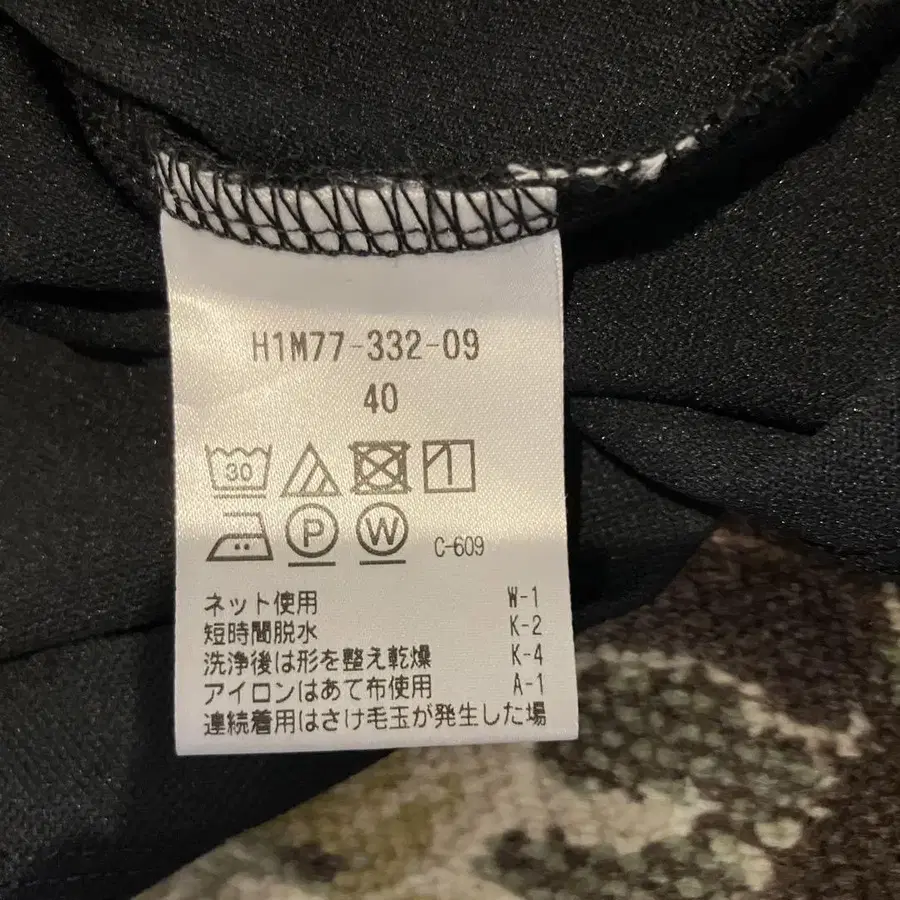 H1M77-332-09
40
30
P W C-609
ネット使用 W-1
短時間脱水 K-2
洗浄後は形を整え乾燥 K-4
アイロンはあて布使用 A-1
連続着用はさけ毛玉が発生した場